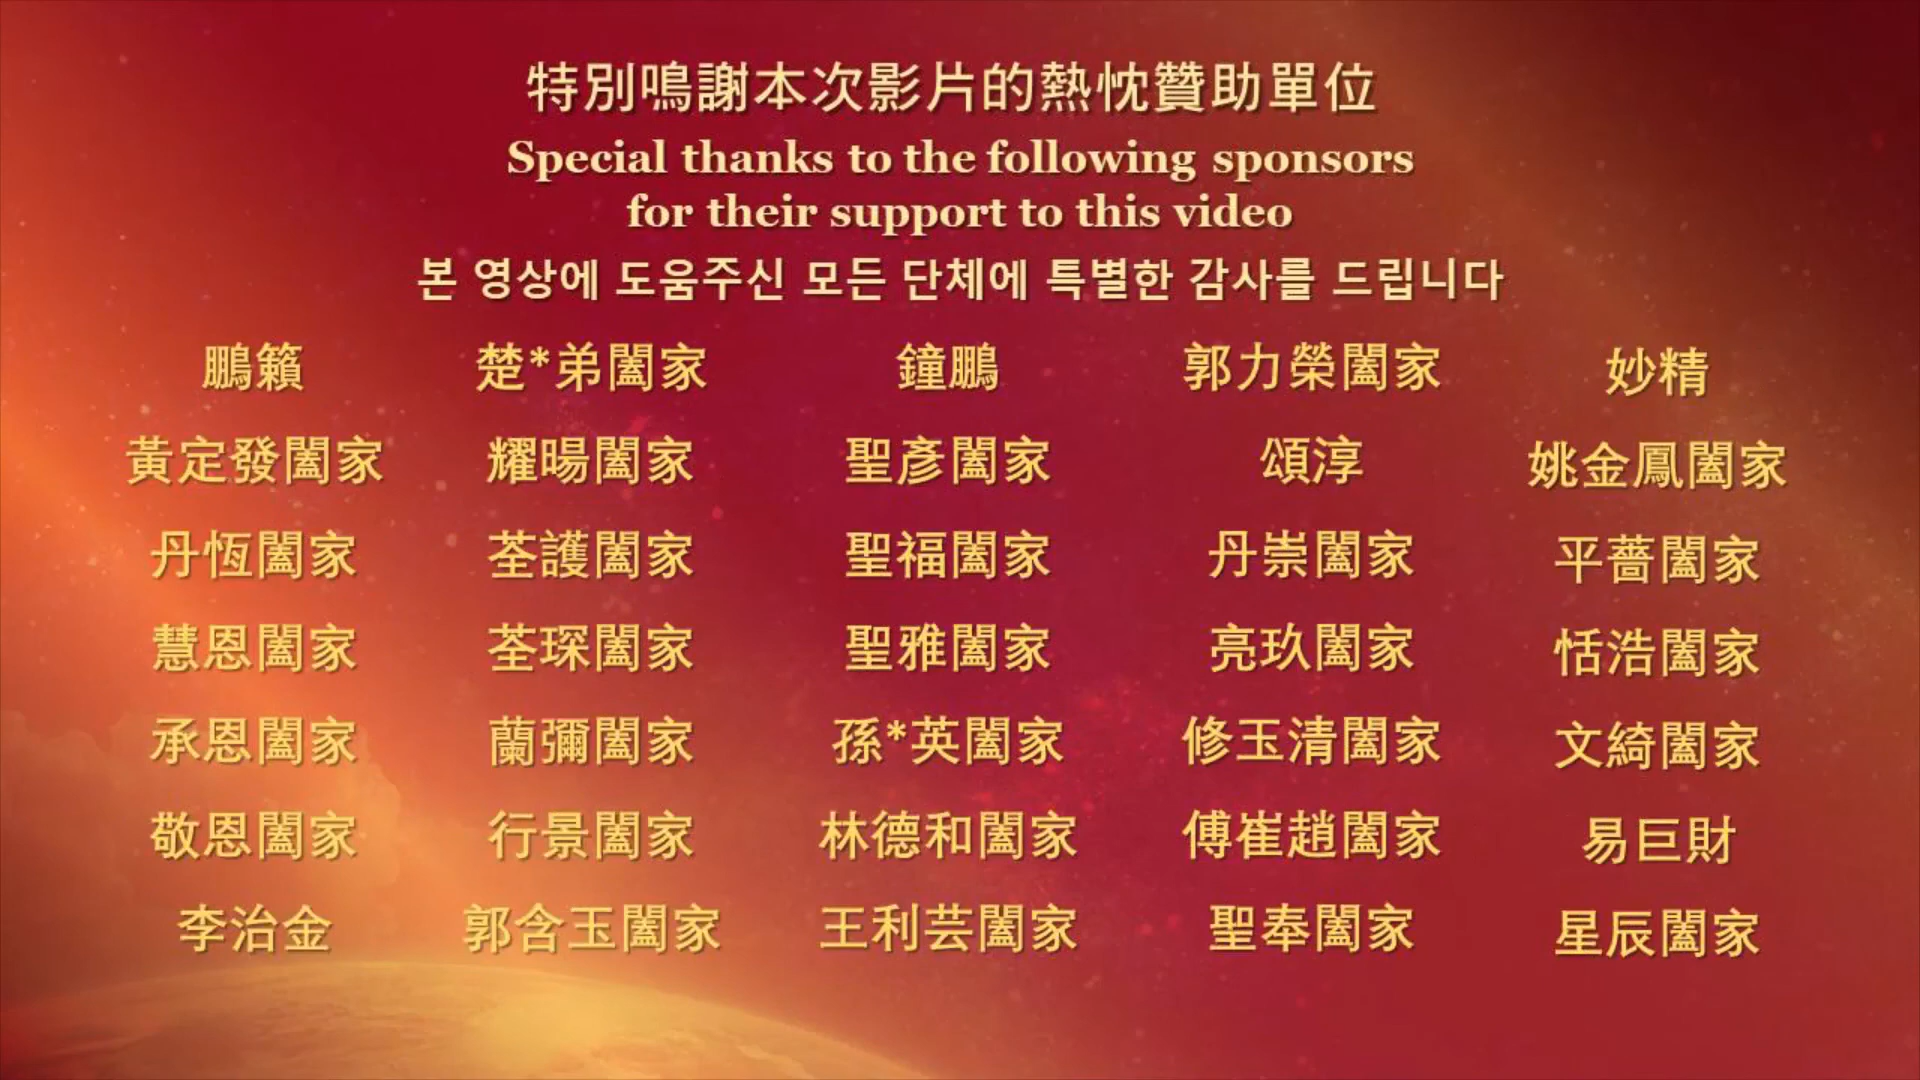 特別鳴謝本次影片的熱忱贊助單位
Special thanks to the following sponsors
for their support to this video
본 영상에 도움주신 모든 단체에 특별한 감사를 드립니다
鵬籟 楚*弟闔家 鐘鵬 郭力榮闔家 妙精
黃定發闔家 耀暘闔家 聖彥闔家 頌淳 姚金鳳闔家
丹恆闔家 荃護闔家 聖福闔家 丹崇闔家 平薔闔家
慧恩闔家 荃琛闔家 聖雅闔家 亮玖闔家 恬浩闔家
承恩闔家 蘭彌闔家 孫*英闔家 修玉清闔家 文綺闔家
敬恩闔家 行景闔家 林德和闔家 傅崔趙闔家 易巨財
李治金 郭含玉闔家 王利芸闔家 聖奉闔家 星辰闔家